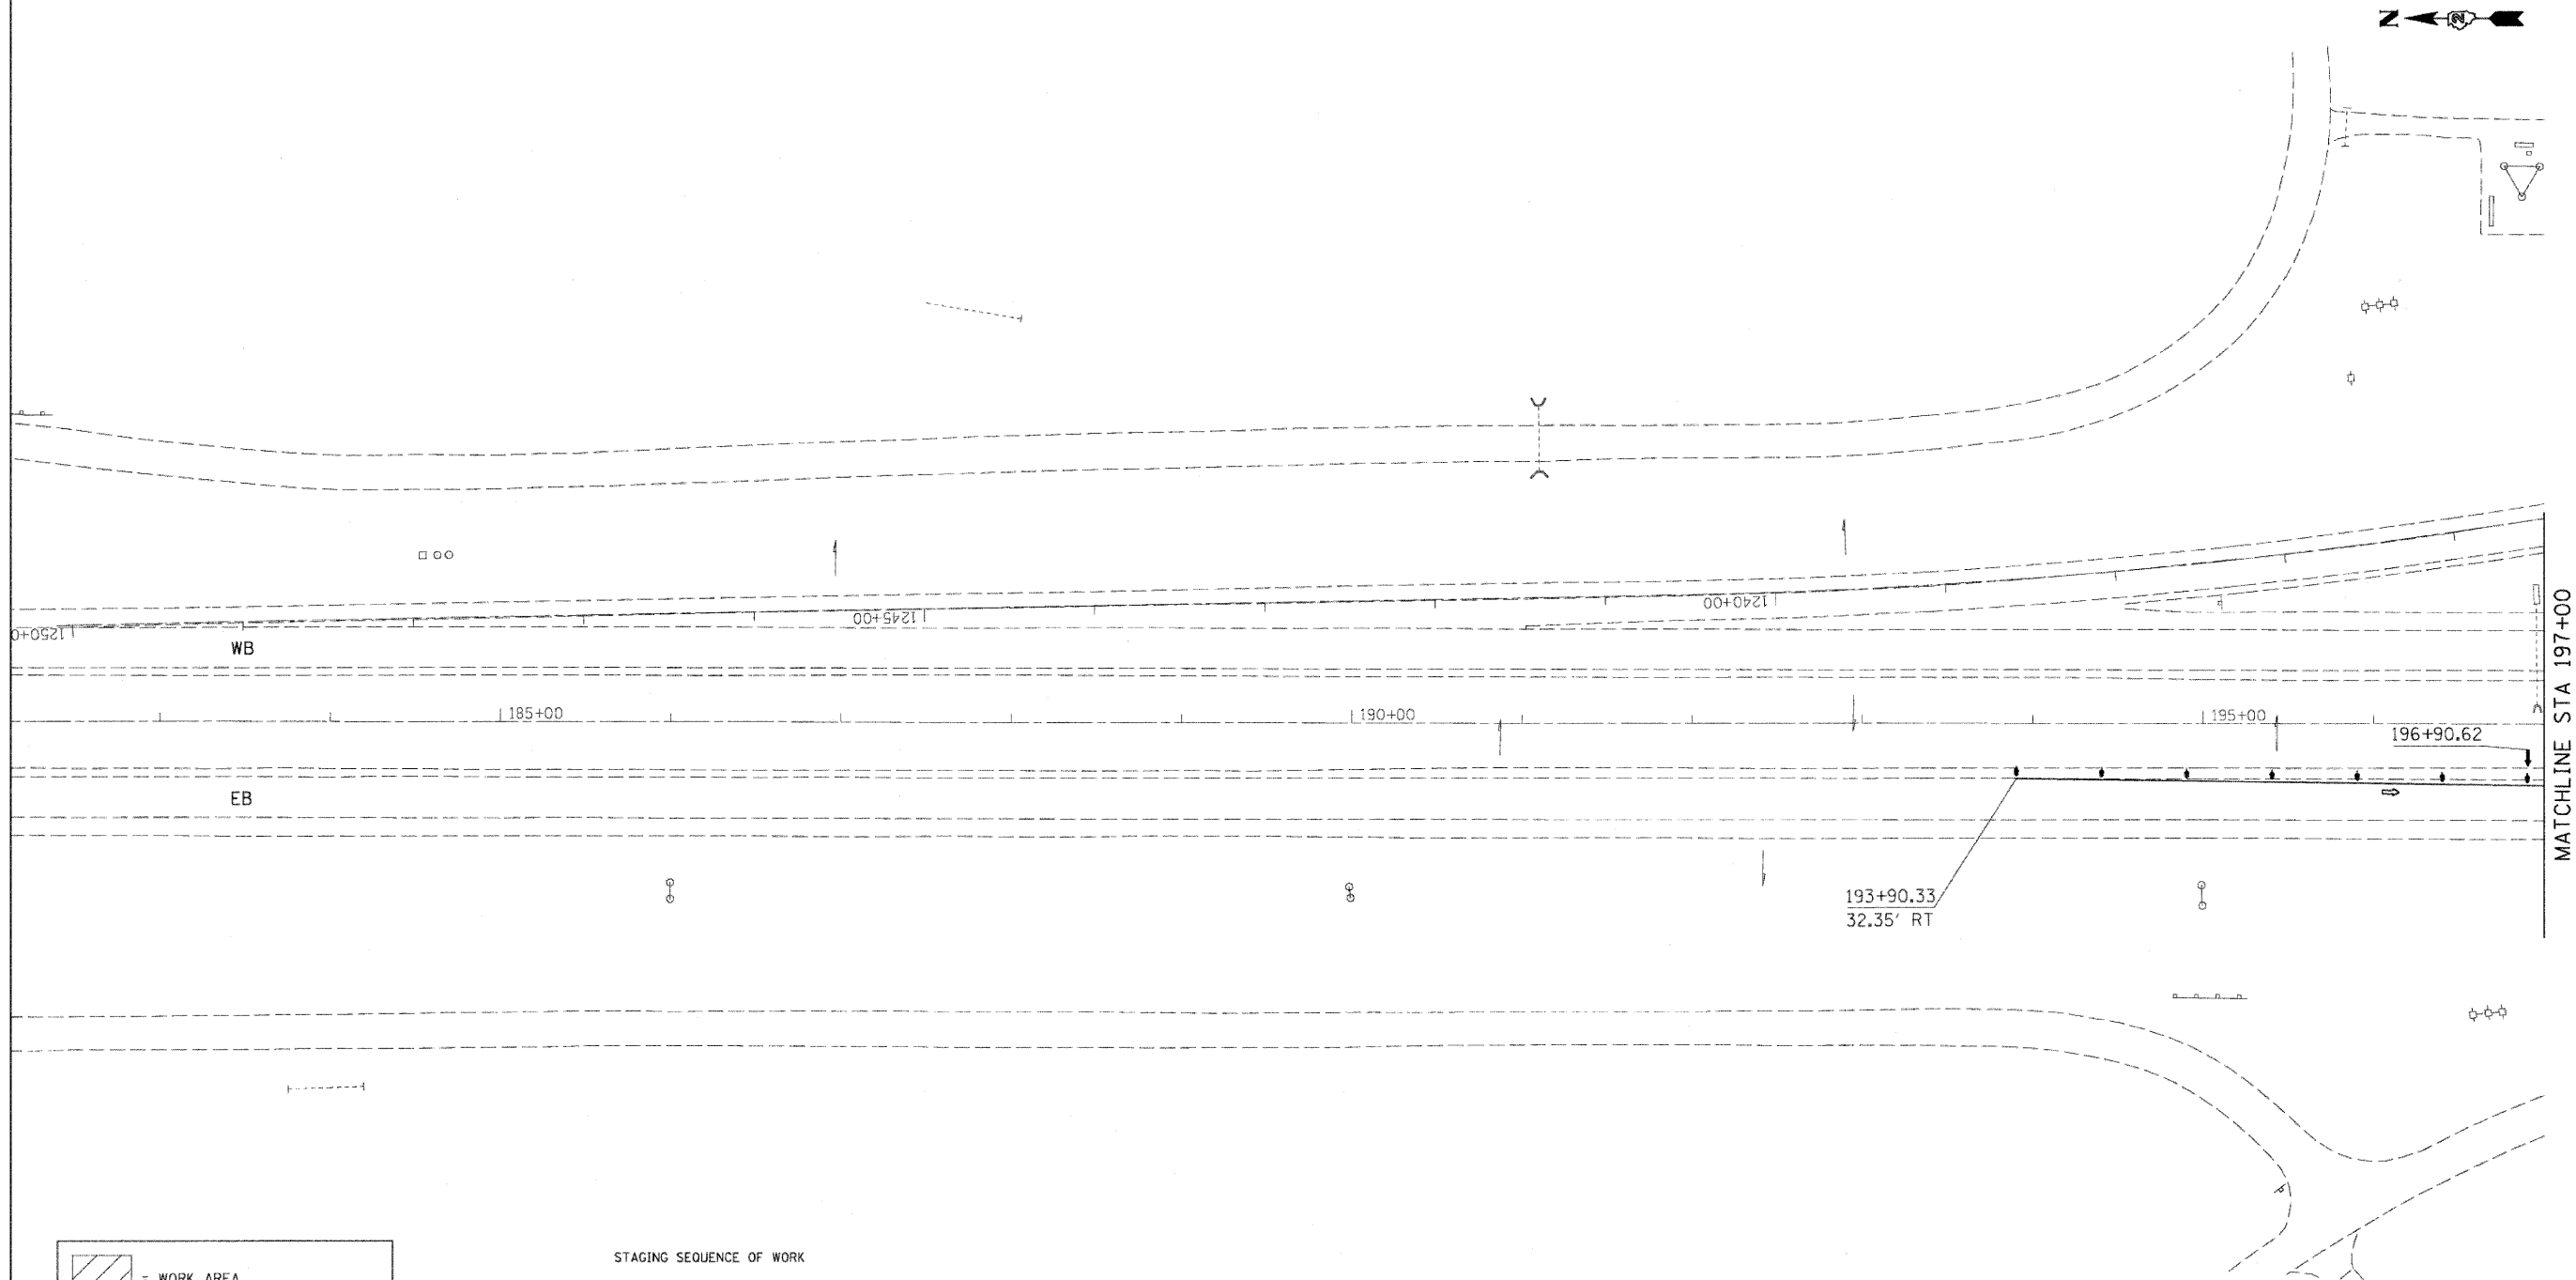 N
2
1240+00
1245+00
1250+0
WB
185+00
190+00
195+00
196+90.62
EB
193+90.33
32.35' RT
MATCHLINE STA 197+00
STAGING SEQUENCE OF WORK
= WORK AREA